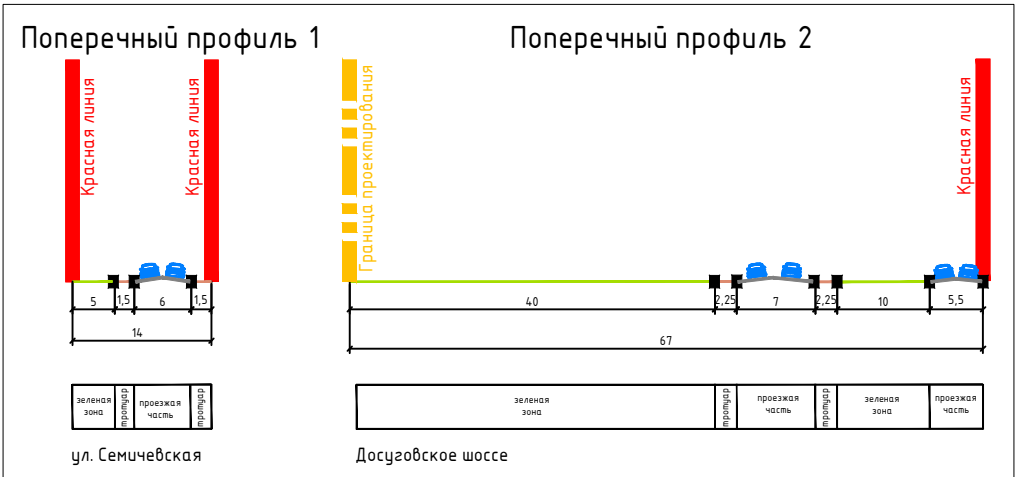 Поперечный профиль 1
Поперечный профиль 2
Красная линия
Красная линия
Граница проектирования
Красная линия
5
1,5
6
1,5
14
40
2,25
7
2,25
10
5,5
67
зеленая
зона
тротуар
проезжая
часть
тротуар
зеленая
зона
тротуар
проезжая
часть
тротуар
зеленая
зона
проезжая
часть
ул. Семичевская
Досуговское шоссе